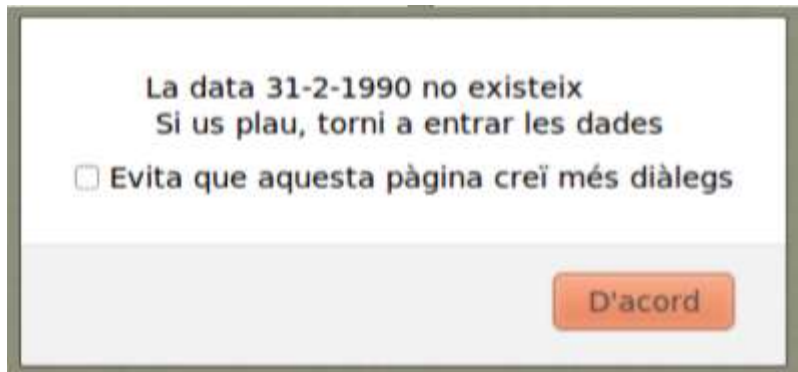 La data 31-2-1990 no existeix
Si us plau, torni a entrar les dades
Evita que aquesta pàgina creï més diàlegs
D'acord